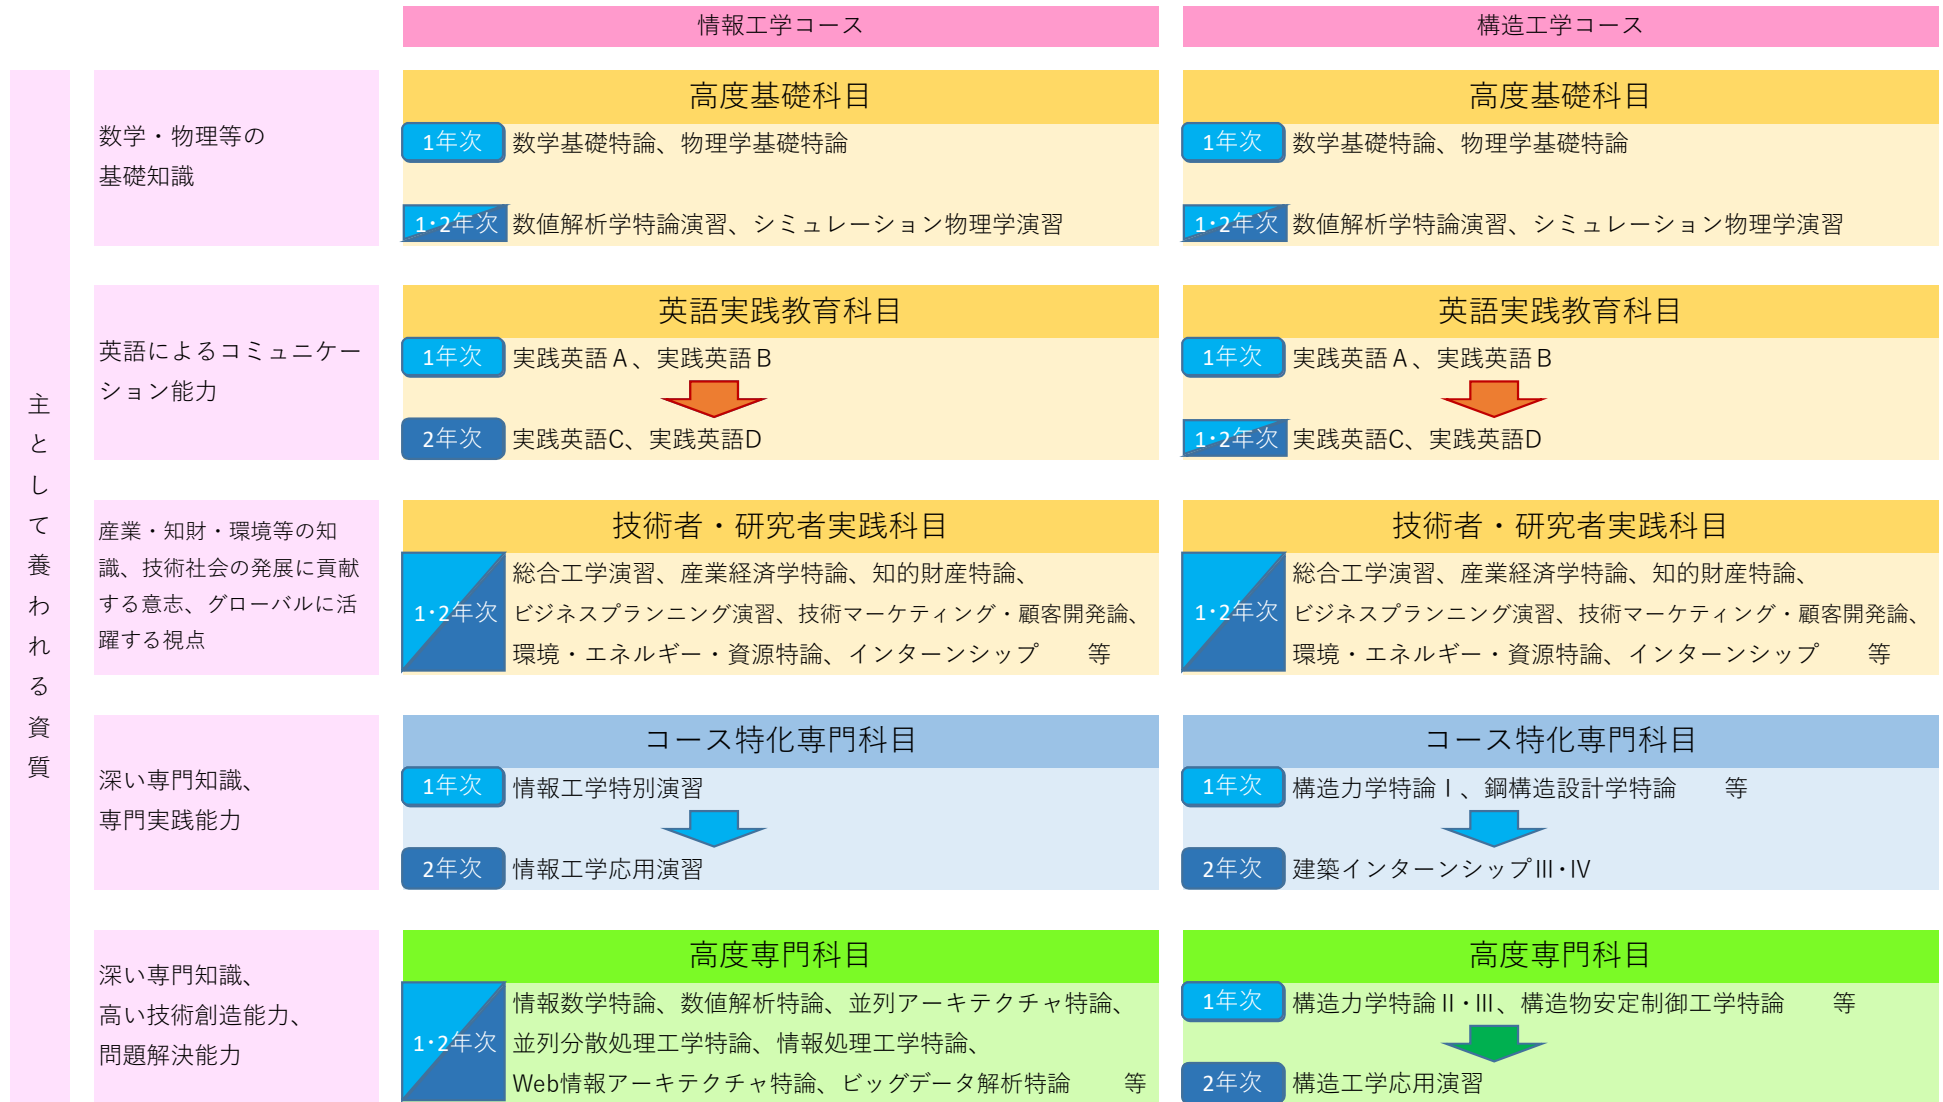 情報工学コース
構造工学コース
主として養われる資質
数学・物理等の
基礎知識
高度基礎科目
1年次 数学基礎特論、物理学基礎特論
1・2年次 数値解析学特論演習、シミュレーション物理学演習
高度基礎科目
1年次 数学基礎特論、物理学基礎特論
1・2年次 数値解析学特論演習、シミュレーション物理学演習
英語によるコミュニケー
ション能力
英語実践教育科目
1年次 実践英語A、実践英語B
2年次 実践英語C、実践英語D
英語実践教育科目
1年次 実践英語A、実践英語B
1・2年次 実践英語C、実践英語D
産業・知財・環境等の知
識、技術社会の発展に貢献
する意志、グローバルに活
躍する視点
技術者・研究者実践科目
1・2年次
総合工学演習、産業経済学特論、知的財産特論、
ビジネスプランニング演習、技術マーケティング・顧客開発論、
環境・エネルギー・資源特論、インターンシップ　等
技術者・研究者実践科目
1・2年次
総合工学演習、産業経済学特論、知的財産特論、
ビジネスプランニング演習、技術マーケティング・顧客開発論、
環境・エネルギー・資源特論、インターンシップ　等
深い専門知識、
専門実践能力
コース特化専門科目
1年次 情報工学特別演習
2年次 情報工学応用演習
コース特化専門科目
1年次 構造力学特論Ⅰ、鋼構造設計学特論　等
2年次 建築インターンシップⅢ・Ⅳ
深い専門知識、
高い技術創造能力、
問題解決能力
高度専門科目
1・2年次
情報数学特論、数値解析特論、並列アーキテクチャ特論、
並列分散処理工学特論、情報処理工学特論、
Web情報アーキテクチャ特論、ビッグデータ解析特論　等
高度専門科目
1年次 構造力学特論Ⅱ・Ⅲ、構造物安定制御工学特論　等
2年次 構造工学応用演習